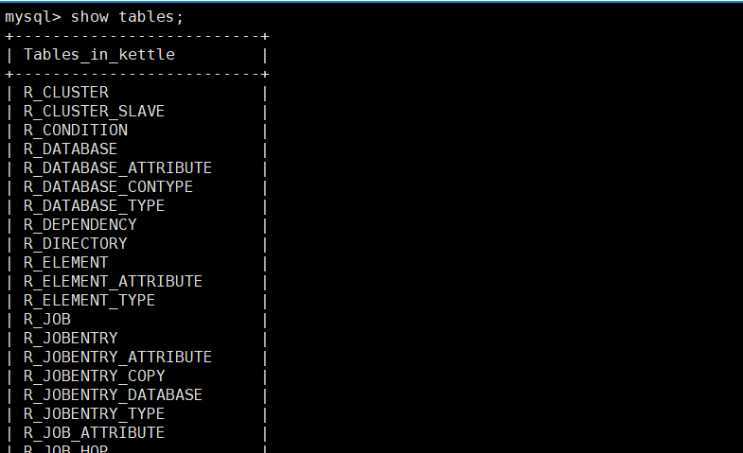 mysql> show tables;
+--------------------------+
| Tables_in_kettle |
+--------------------------+
| R_CLUSTER |
| R_CLUSTER_SLAVE |
| R_CONDITION |
| R_DATABASE |
| R_DATABASE_ATTRIBUTE |
| R_DATABASE_CONTYPE |
| R_DATABASE_TYPE |
| R_DEPENDENCY |
| R_DIRECTORY |
| R_ELEMENT |
| R_ELEMENT_ATTRIBUTE |
| R_ELEMENT_TYPE |
| R_JOB |
| R_JOBENTRY |
| R_JOBENTRY_ATTRIBUTE |
| R_JOBENTRY_COPY |
| R_JOBENTRY_DATABASE |
| R_JOBENTRY_TYPE |
| R_JOB_ATTRIBUTE |
| R_JOB_HOP |